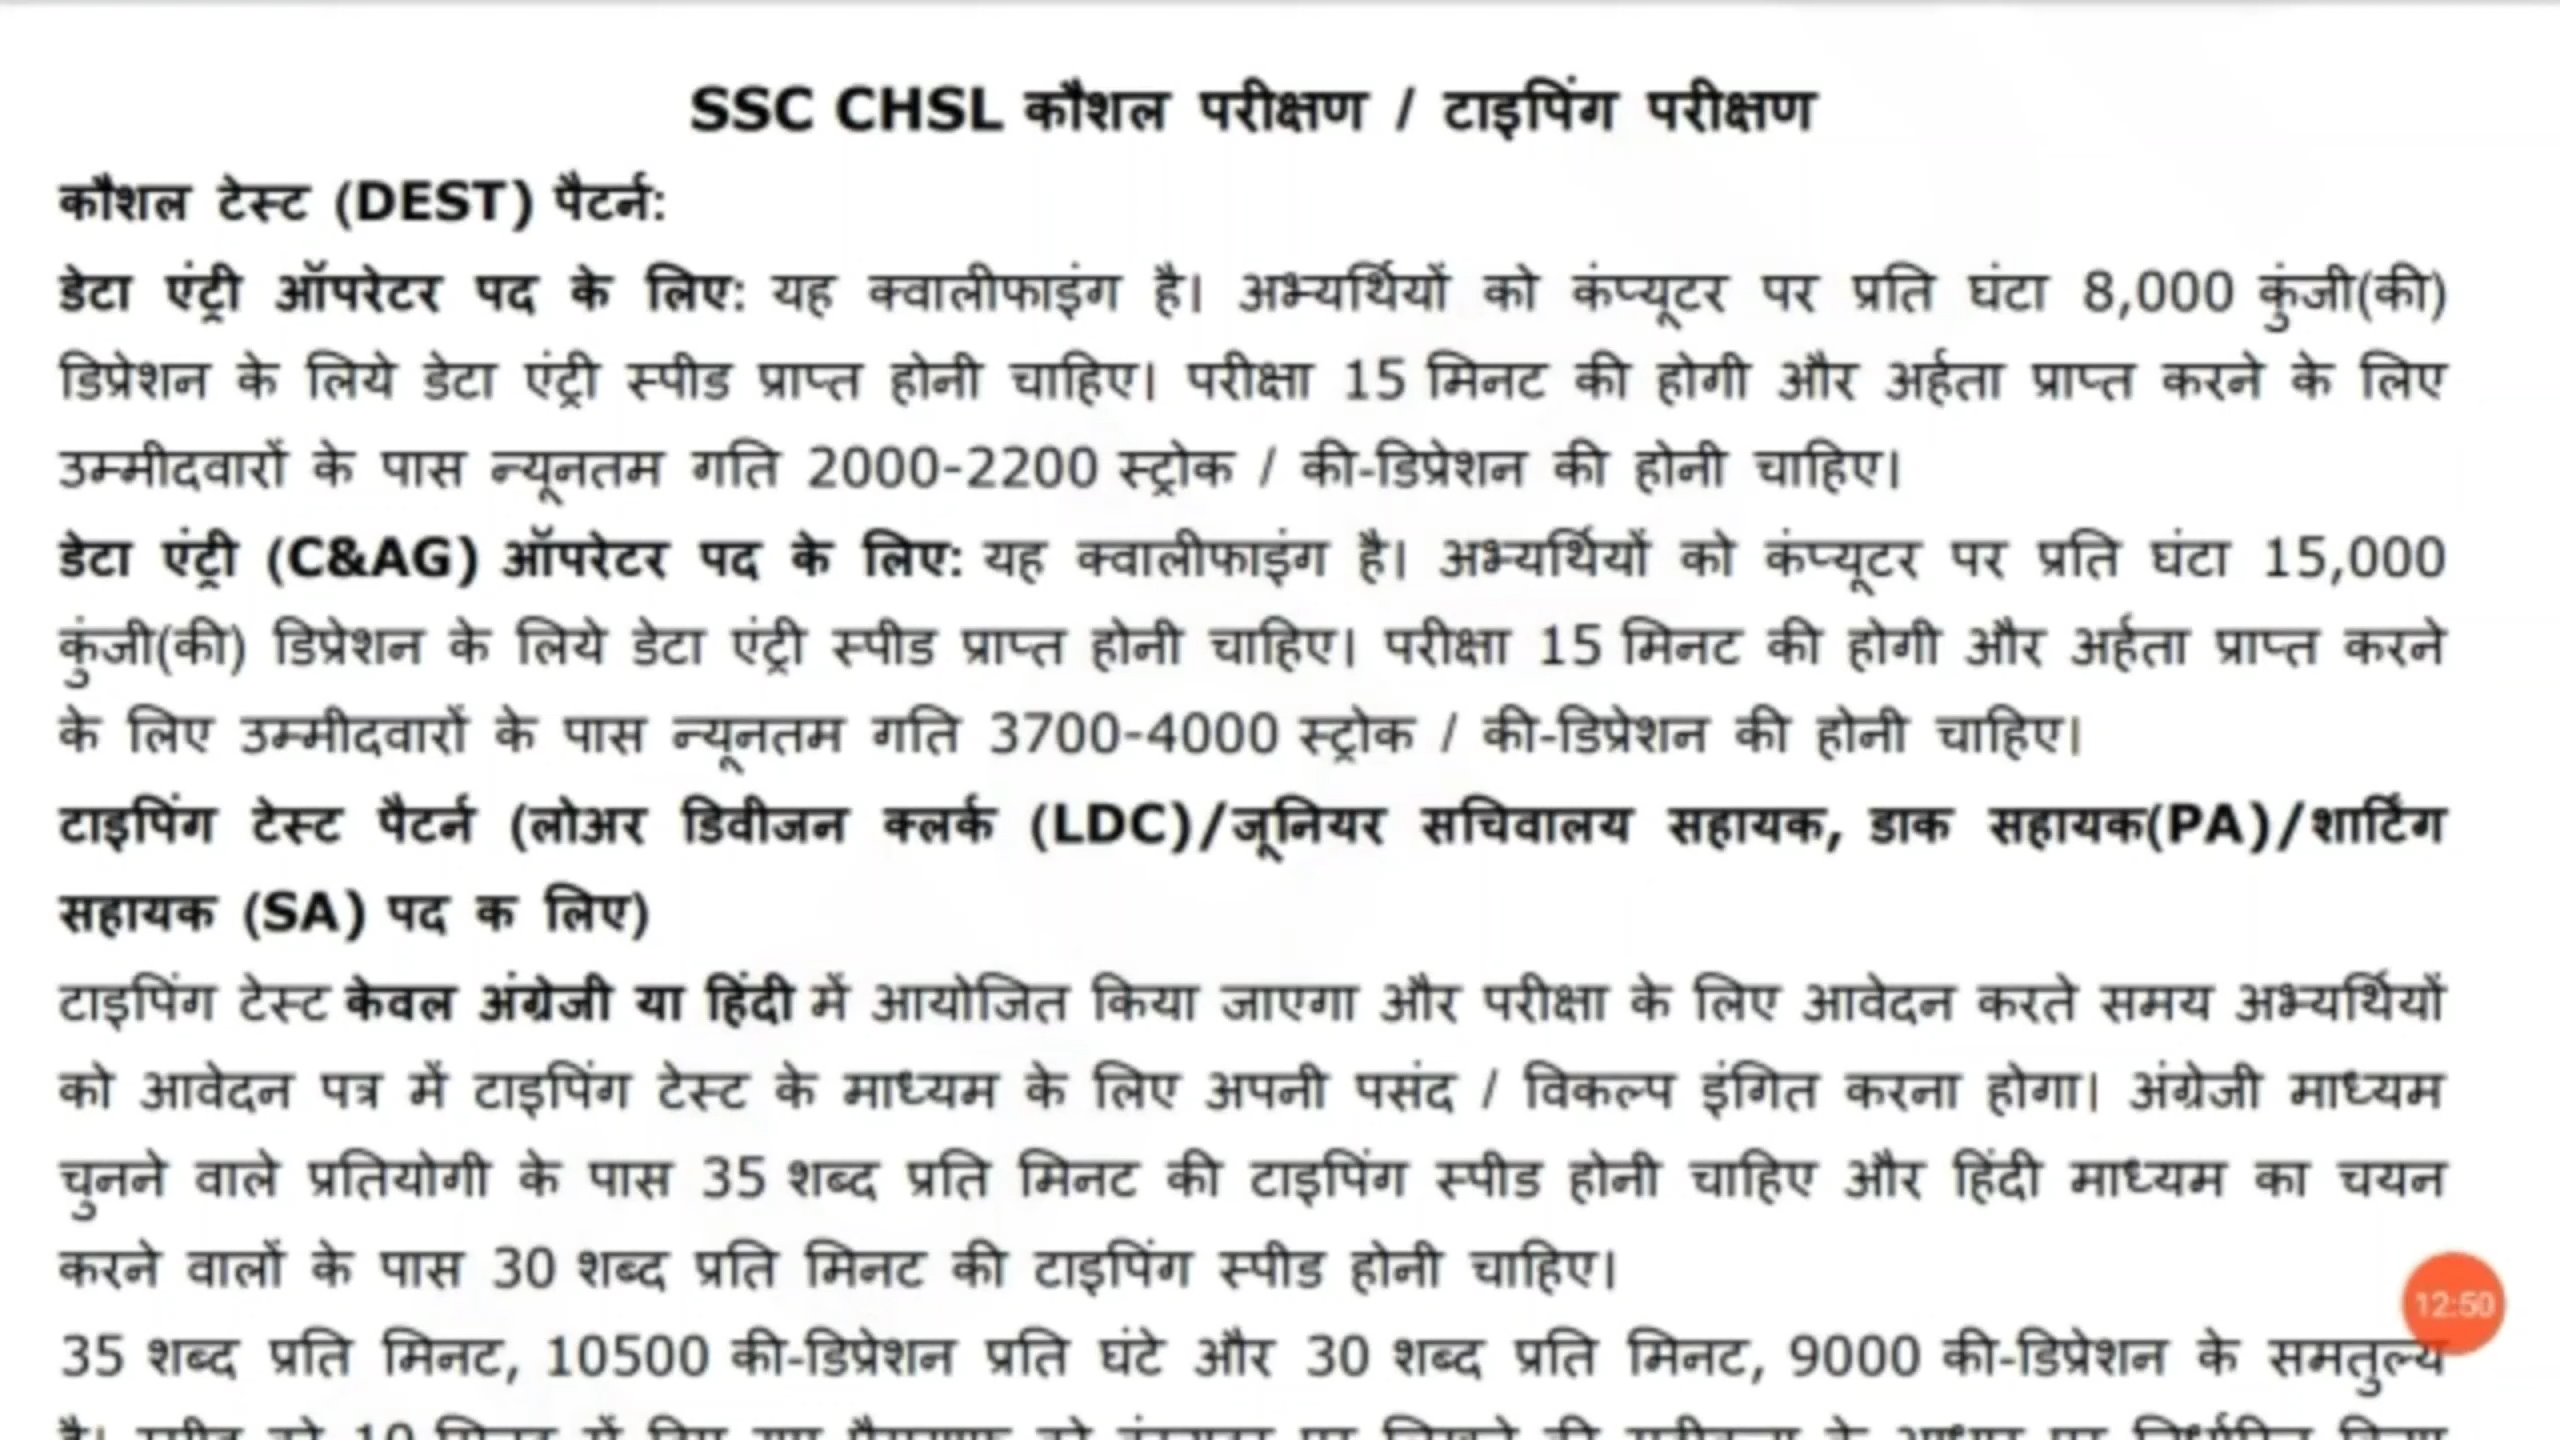 SSC CHSL कौशल परीक्षण / टाइपिंग परीक्षण
कौशल टेस्ट (DEST) पैटर्न:
डेटा एंट्री ऑपरेटर पद के लिए: यह क्वालीफाइंग है। अभ्यर्थियों को कंप्यूटर पर प्रति घंटा 8,000 कुंजी(की)
डिप्रेशन के लिये डेटा एंट्री स्पीड प्राप्त होनी चाहिए। परीक्षा 15 मिनट की होगी और अर्हता प्राप्त करने के लिए
उम्मीदवारों के पास न्यूनतम गति 2000-2200 स्ट्रोक / की-डिप्रेशन की होनी चाहिए।
डेटा एंट्री (C&AG) ऑपरेटर पद के लिए: यह क्वालीफाइंग है। अभ्यर्थियों को कंप्यूटर पर प्रति घंटा 15,000
कुंजी(की) डिप्रेशन के लिये डेटा एंट्री स्पीड प्राप्त होनी चाहिए। परीक्षा 15 मिनट की होगी और अर्हता प्राप्त करने
के लिए उम्मीदवारों के पास न्यूनतम गति 3700-4000 स्ट्रोक / की-डिप्रेशन की होनी चाहिए।
टाइपिंग टेस्ट पैटर्न (लोअर डिवीजन क्लर्क (LDC)/जूनियर सचिवालय सहायक, डाक सहायक(PA)/शार्टिंग
सहायक (SA) पद क लिए)
टाइपिंग टेस्ट केवल अंग्रेजी या हिंदी में आयोजित किया जाएगा और परीक्षा के लिए आवेदन करते समय अभ्यर्थियों
को आवेदन पत्र में टाइपिंग टेस्ट के माध्यम के लिए अपनी पसंद / विकल्प इंगित करना होगा। अंग्रेजी माध्यम
चुनने वाले प्रतियोगी के पास 35 शब्द प्रति मिनट की टाइपिंग स्पीड होनी चाहिए और हिंदी माध्यम का चयन
करने वालों के पास 30 शब्द प्रति मिनट की टाइपिंग स्पीड होनी चाहिए।
12:50
35 शब्द प्रति मिनट, 10500 की-डिप्रेशन प्रति घंटे और 30 शब्द प्रति मिनट, 9000 की-डिप्रेशन के समतुल्य